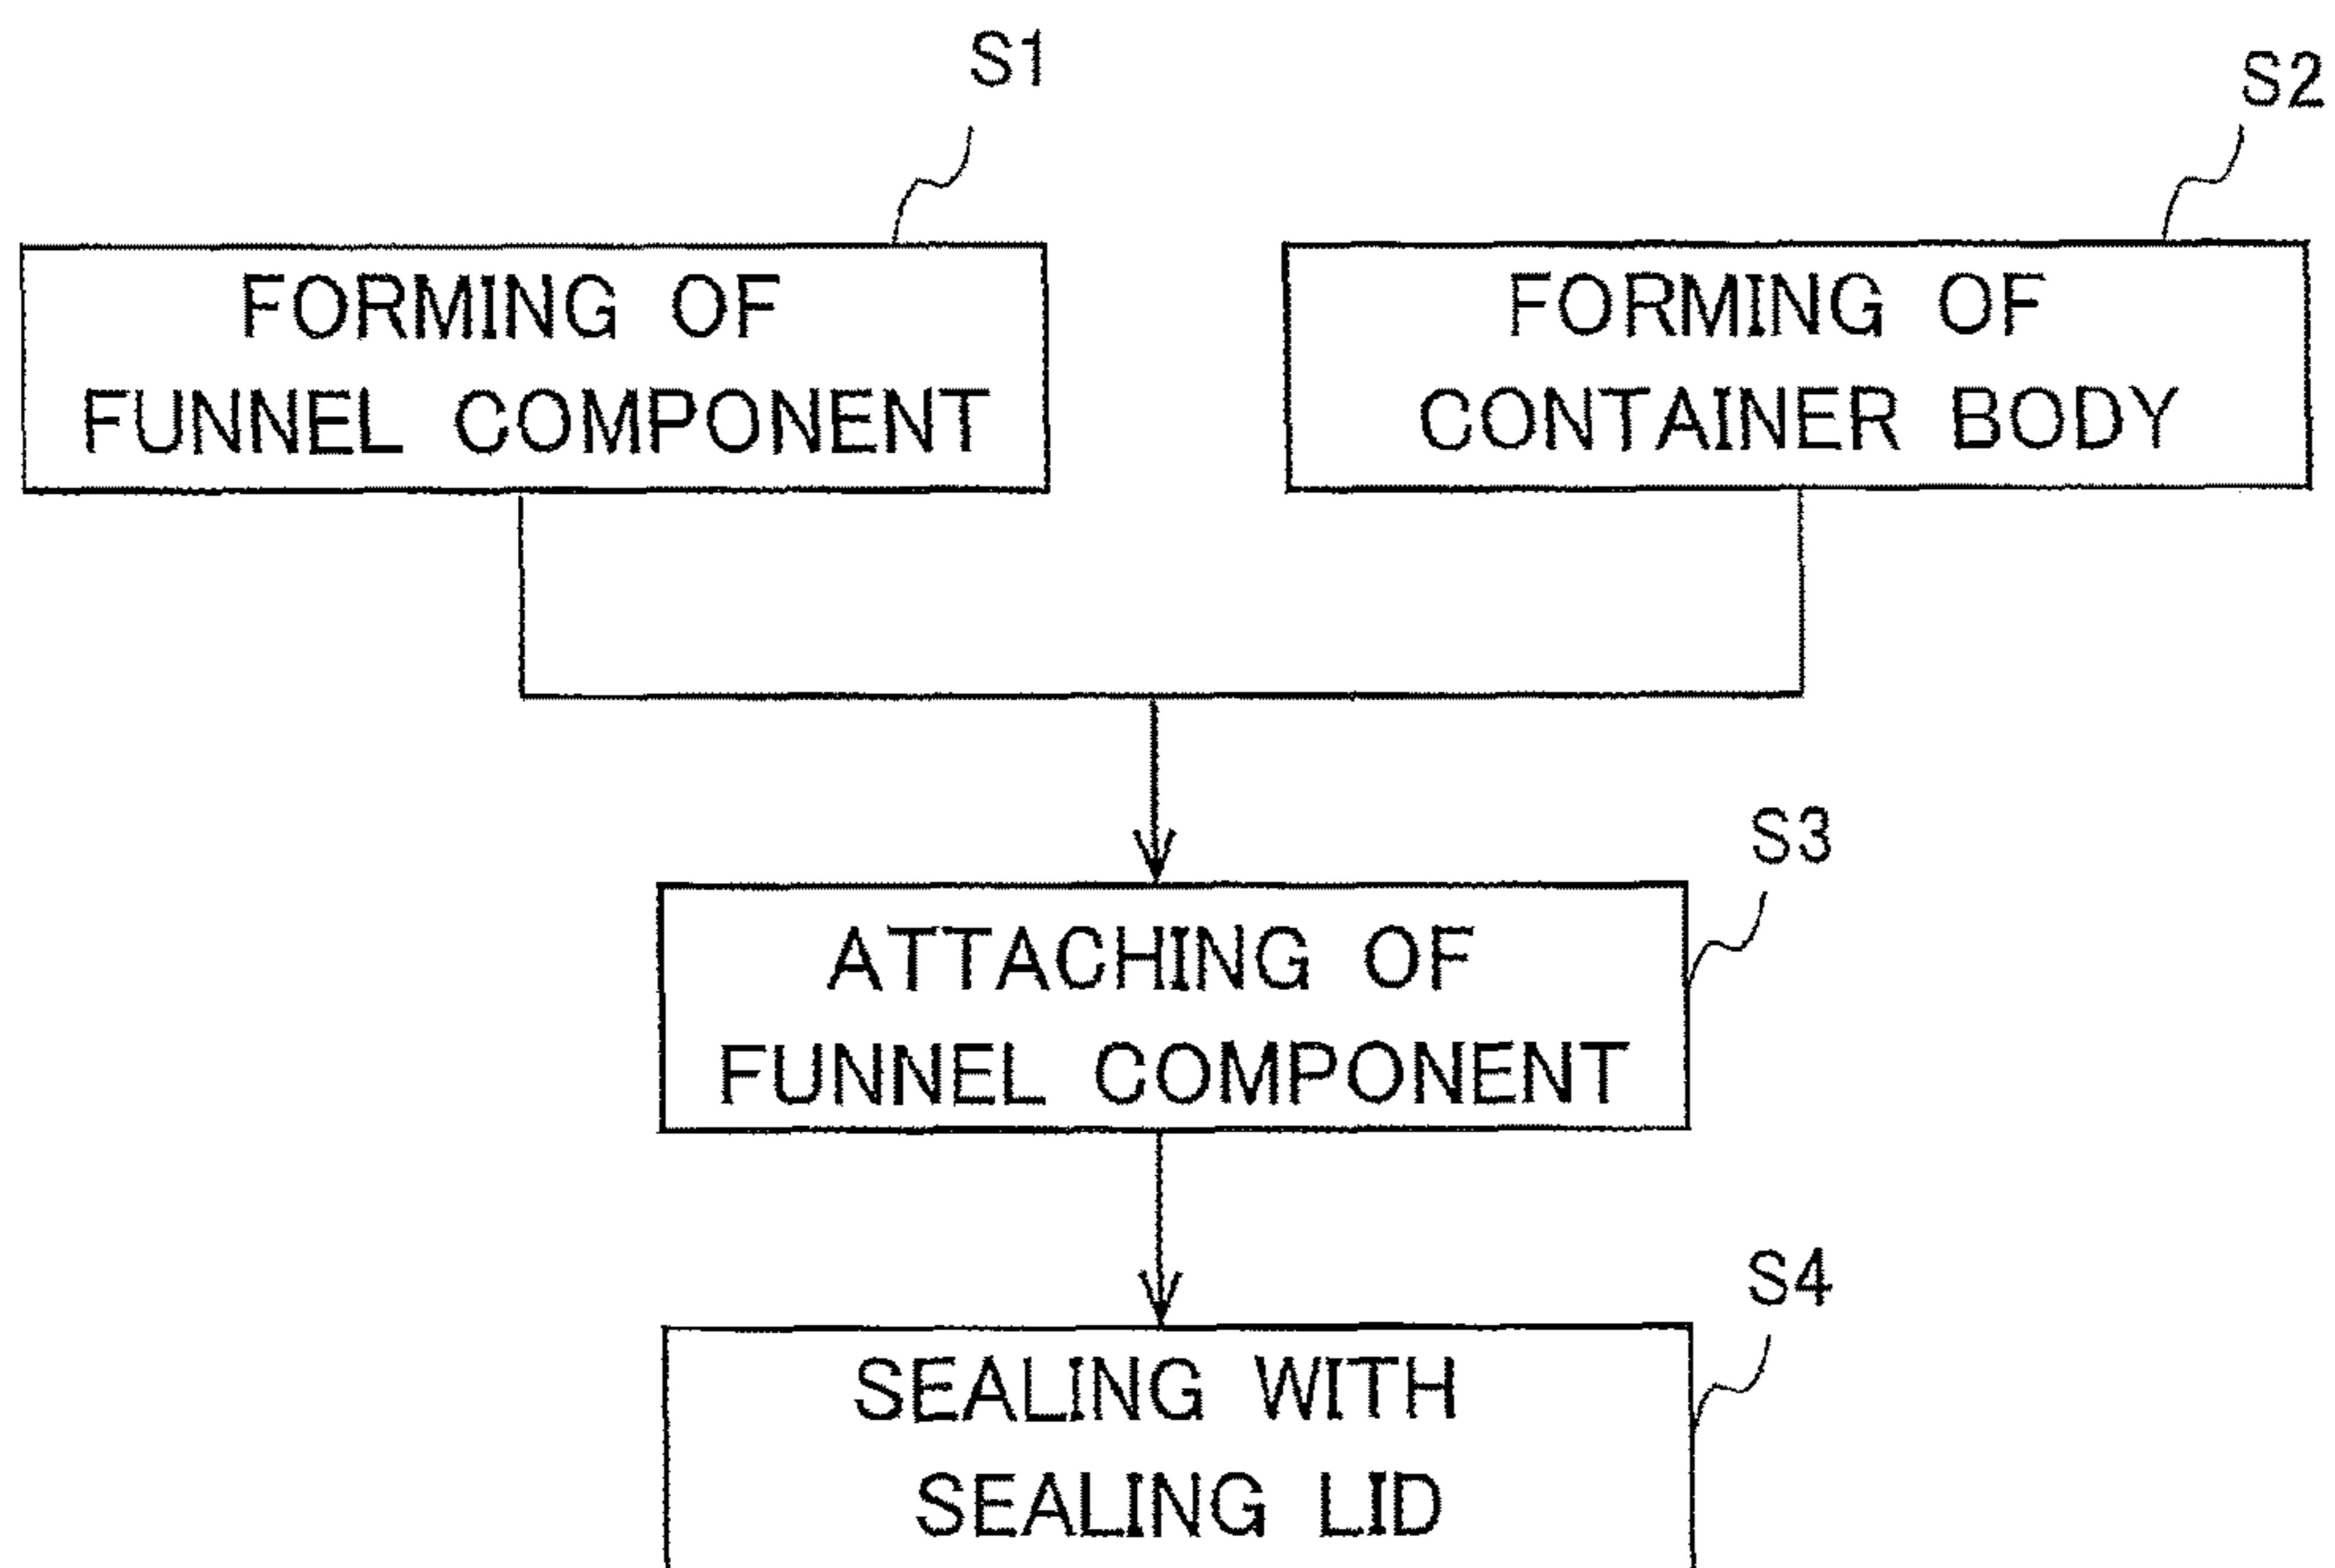 S1
S2
FORMING OF
FUNNEL COMPONENT
FORMING OF
CONTAINER BODY
S3
ATTACHING OF
FUNNEL COMPONENT
S4
SEALING WITH
SEALING LID